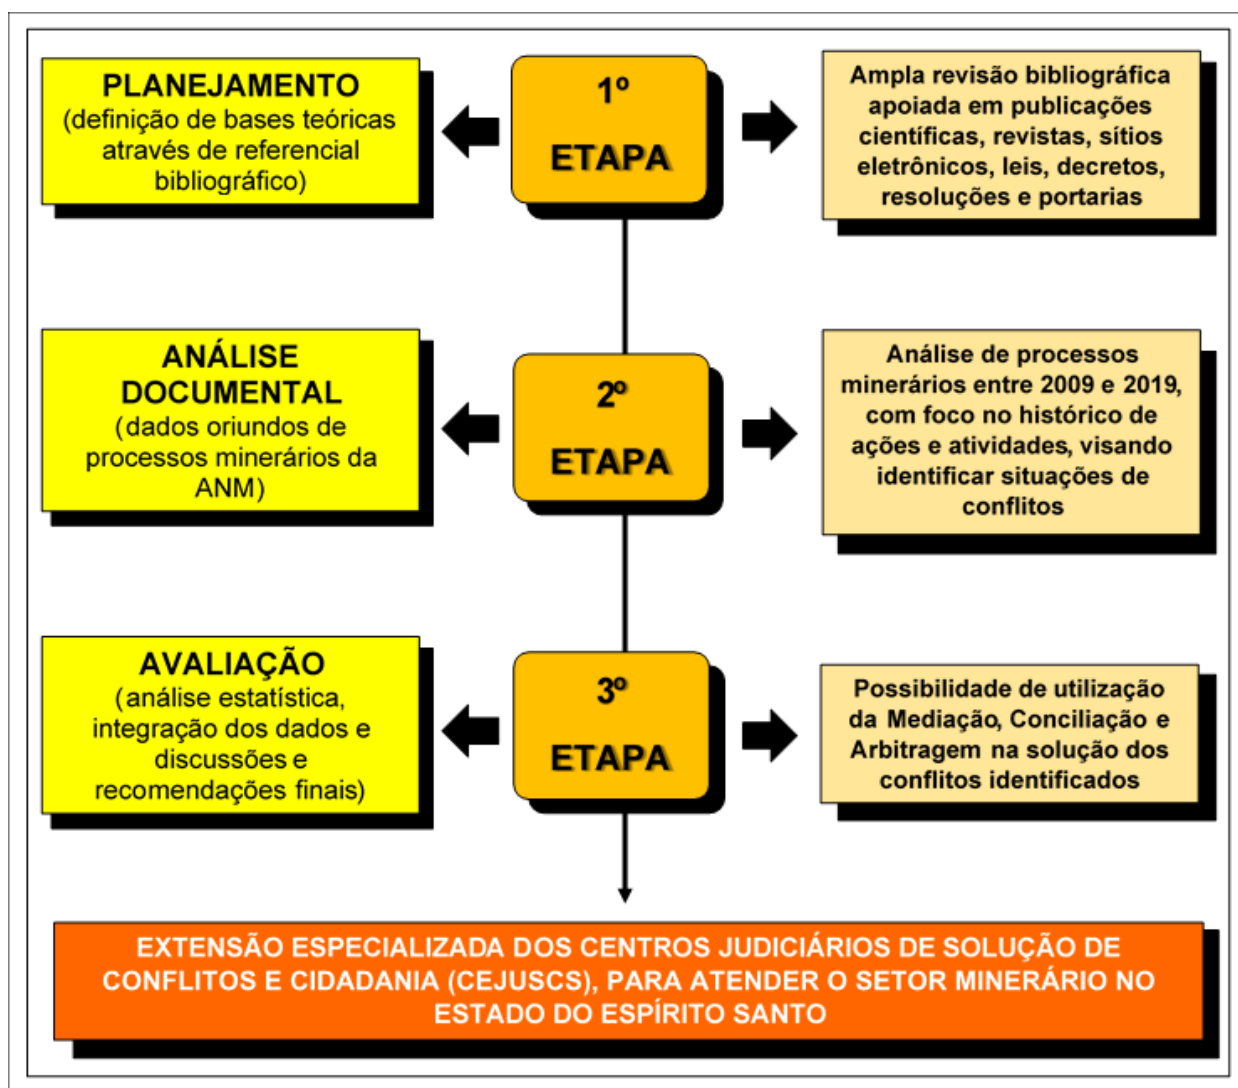 PLANEJAMENTO
(definição de bases teóricas
através de referencial
bibliográfico)
1º
ETAPA
Ampla revisão bibliográfica
apoiada em publicações
científicas, revistas, sítios
eletrônicos, leis, decretos,
resoluções e portarias
ANÁLISE
DOCUMENTAL
(dados oriundos de
processos minerários da
ANM)
2º
ETAPA
Análise de processos
minerários entre 2009 e 2019,
com foco no histórico de
ações e atividades, visando
identificar situações de
conflitos
AVALIAÇÃO
(análise estatística,
integração dos dados e
discussões e
recomendações finais)
3º
ETAPA
Possibilidade de utilização
da Mediação, Conciliação e
Arbitragem na solução dos
conflitos identificados
EXTENSÃO ESPECIALIZADA DOS CENTROS JUDICIÁRIOS DE SOLUÇÃO DE
CONFLITOS E CIDADANIA (CEJUSCS), PARA ATENDER O SETOR MINERÁRIO NO
ESTADO DO ESPÍRITO SANTO